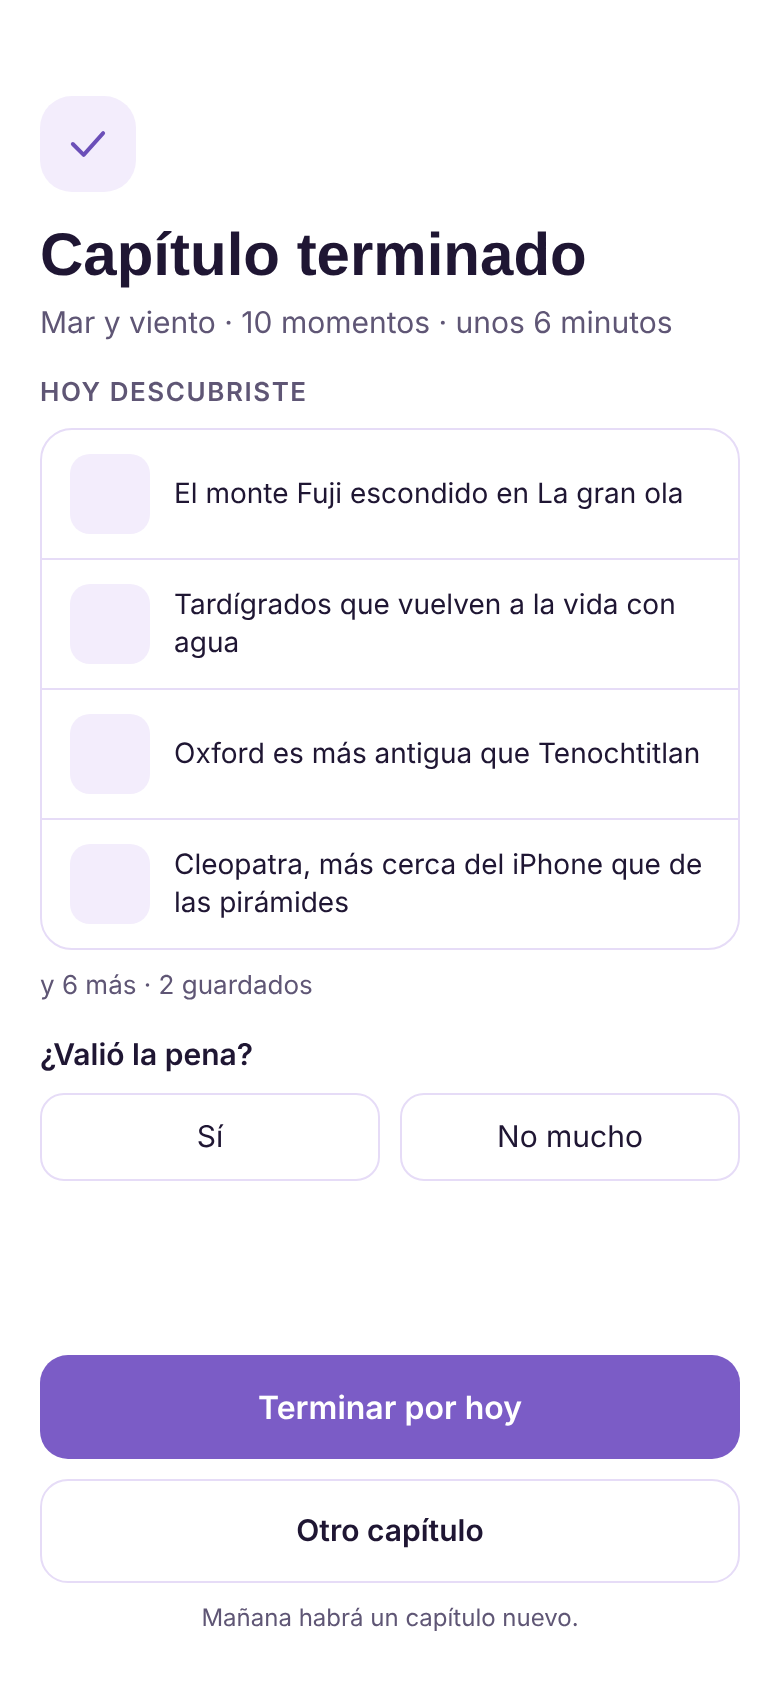 Capítulo terminado
Mar y viento · 10 momentos · unos 6 minutos
HOY DESCUBRISTE
El monte Fuji escondido en La gran ola
Tardígrados que vuelven a la vida con
agua
Oxford es más antigua que Tenochtitlan
Cleopatra, más cerca del iPhone que de
las pirámides
y 6 más · 2 guardados
¿Valió la pena?
Sí
No mucho
Terminar por hoy
Otro capítulo
Mañana habrá un capítulo nuevo.